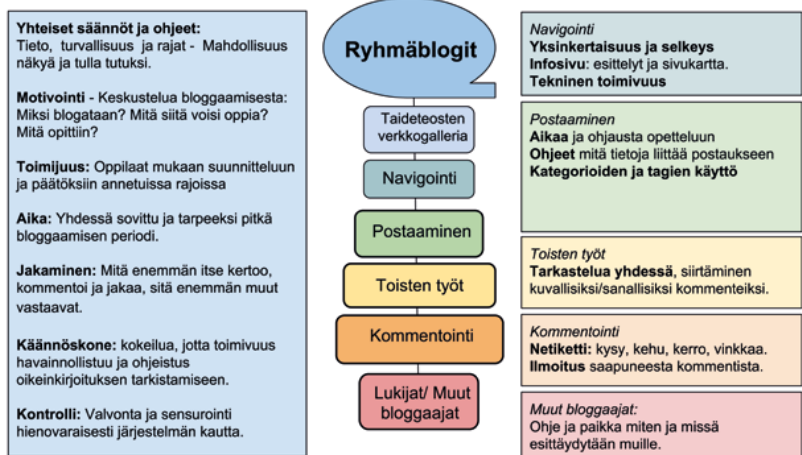 Yhteiset säännöt ja ohjeet:
Tieto, turvallisuus ja rajat - Mahdollisuus
näkyä ja tulla tutuksi.
Motivointi - Keskustelua bloggaamisesta:
Miksi blogataan? Mitä siitä voisi oppia?
Mitä opittiin?
Toimijuus: Oppilaat mukaan suunnitteluun
ja päätöksiin annetuissa rajoissa
Aika: Yhdessä sovittu ja tarpeeksi pitkä
bloggaamisen periodi.
Jakaminen: Mitä enemmän itse kertoo,
kommentoi ja jakaa, sitä enemmän muut
vastaavat.
Käännöskone: kokeilua, jotta toimivuus
havainnollistuu ja ohjeistus
oikeinkirjoituksen tarkistamiseen.
Kontrolli: Valvonta ja sensurointi
hienovaraisesti järjestelmän kautta.
Ryhmäblogit
Taideteosten
verkkogalleria
Navigointi
Postaaminen
Toisten työt
Kommentointi
Lukijat/ Muut
bloggaajat
Navigointi
Yksinkertaisuus ja selkeys
Infosivu: esittelyt ja sivukartta.
Tekninen toimivuus
Postaaminen
Aikaa ja ohjausta opetteluun
Ohjeet mitä tietoja liittää postaukseen
Kategorioiden ja tagien käyttö
Toisten työt
Tarkastelua yhdessä, siirtäminen
kuvallisiksi/sanallisiksi kommenteiksi.
Kommentointi
Netiketti: kysy, kehu, kerro, vinkkaa.
Ilmoitus saapuneesta kommentista.
Muut bloggaajat:
Ohje ja paikka miten ja missä
esittäydytään muille.